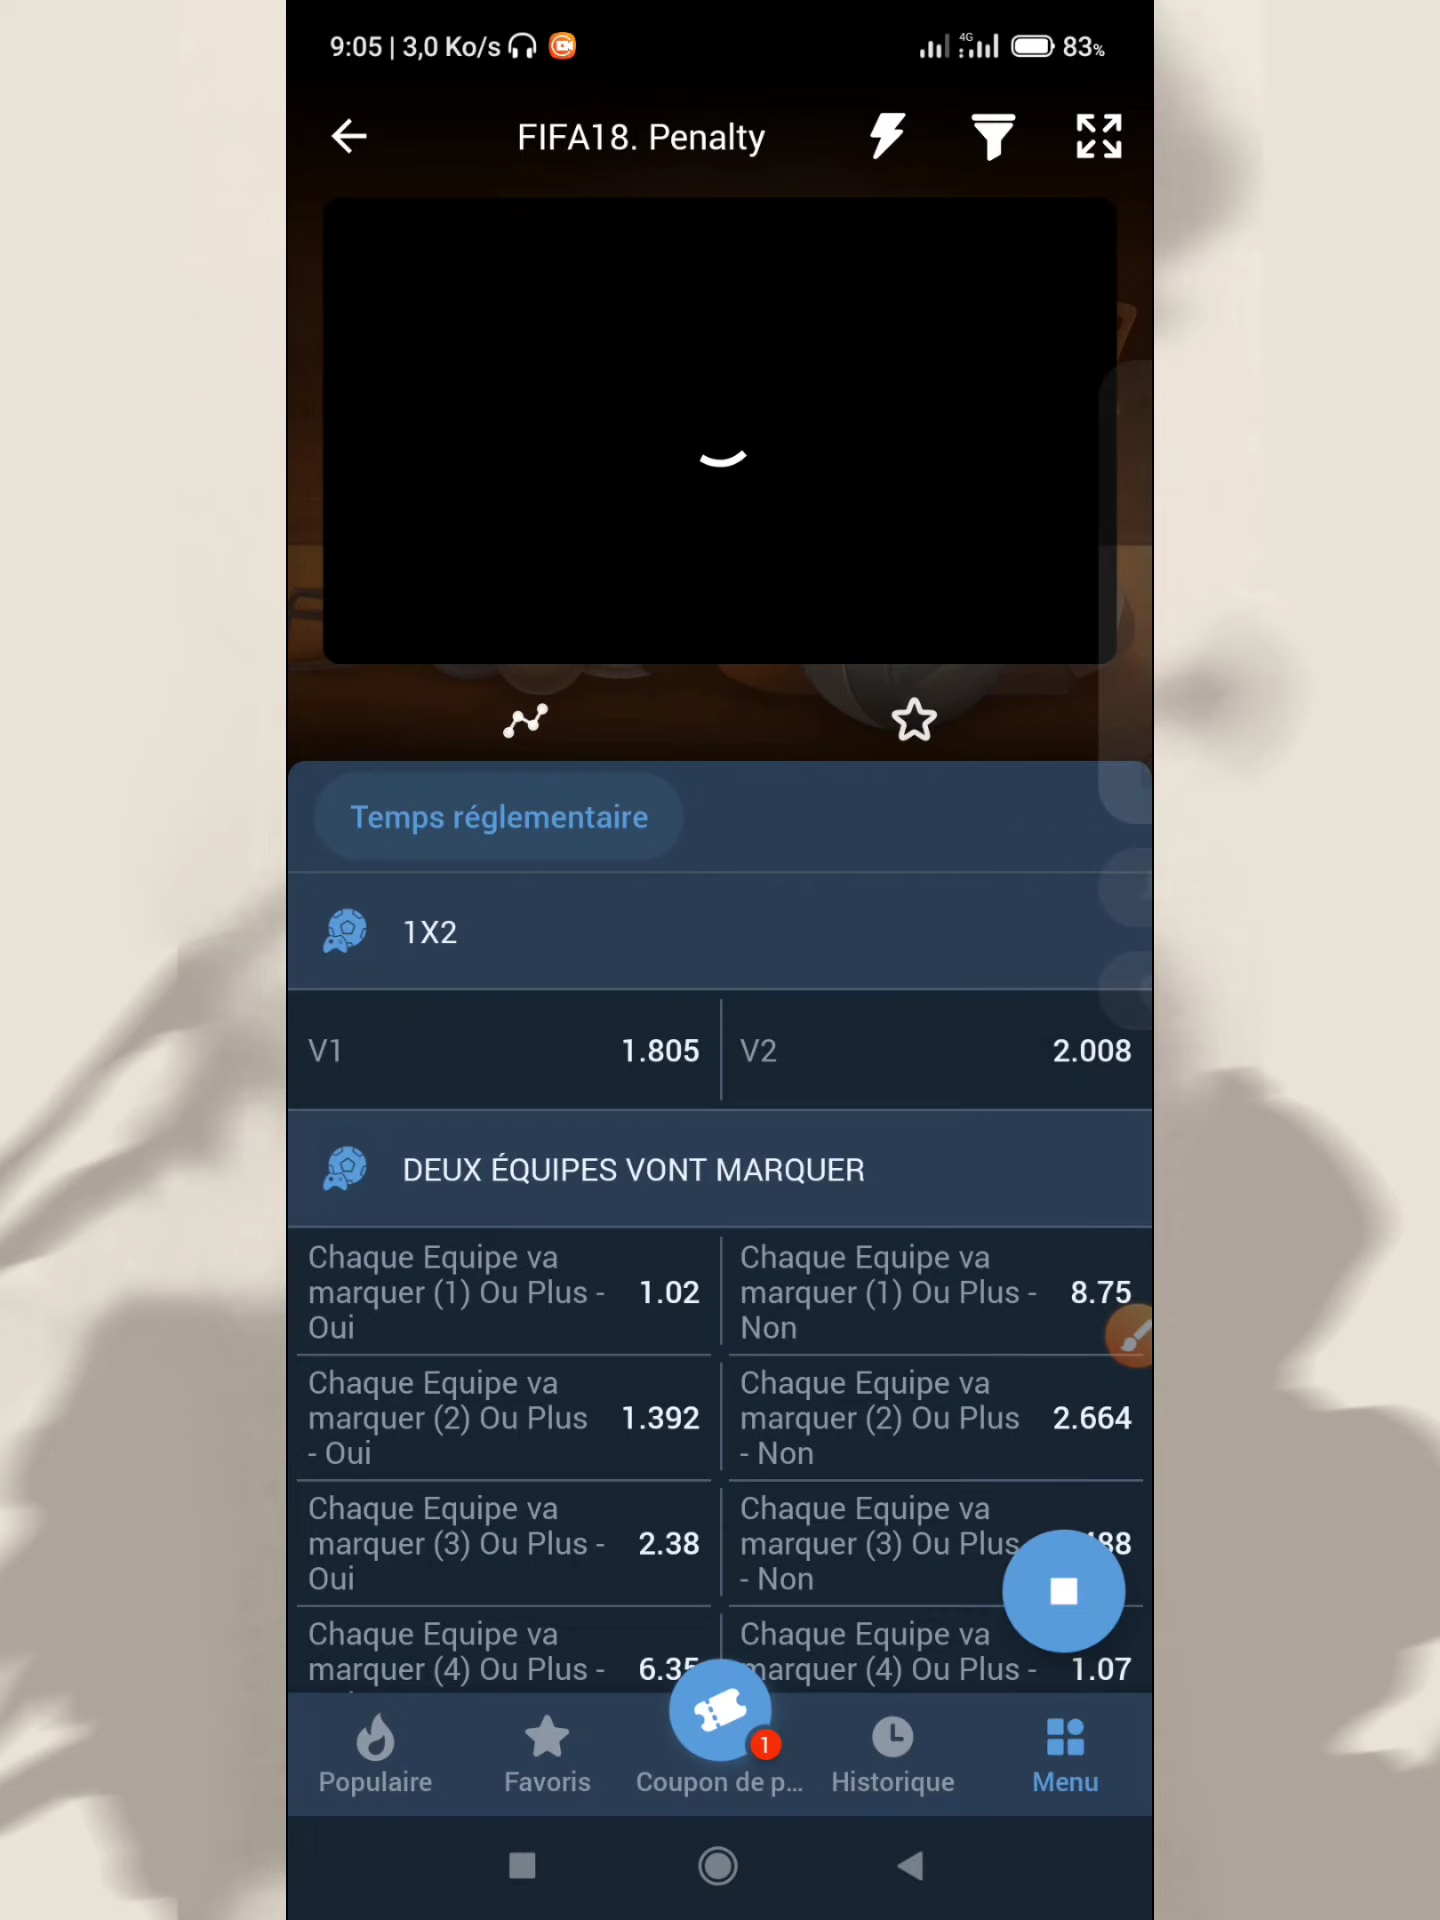 9:05 | 3,0 Ko/s
4G
83%
FIFA18. Penalty
Temps réglementaire
1X2
V1 1.805 V2 2.008
DEUX ÉQUIPES VONT MARQUER
Chaque Equipe va
marquer (1) Ou Plus - 1.02
Oui
Chaque Equipe va
marquer (1) Ou Plus - 8.75
Non
Chaque Equipe va
marquer (2) Ou Plus 1.392
- Oui
Chaque Equipe va
marquer (2) Ou Plus 2.664
- Non
Chaque Equipe va
marquer (3) Ou Plus - 2.38
Oui
Chaque Equipe va
marquer (3) Ou Plus
- Non
Chaque Equipe va
marquer (4) Ou Plus - 6.35
Chaque Equipe va
marquer (4) Ou Plus - 1.07
1
Populaire
Favoris
Coupon de p...
Historique
Menu